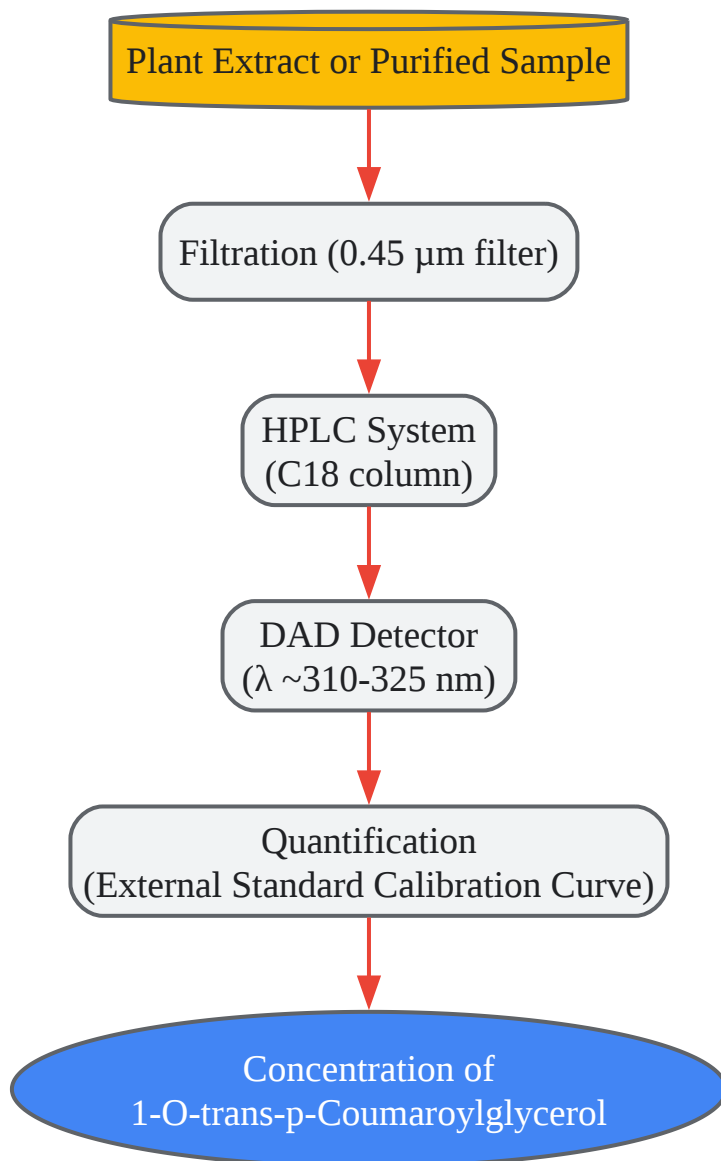 Plant Extract or Purified Sample
Filtration (0.45 µm filter)
HPLC System
(C18 column)
DAD Detector
(λ ~310-325 nm)
Quantification
(External Standard Calibration Curve)
Concentration of
1-O-trans-p-Coumaroylglycerol